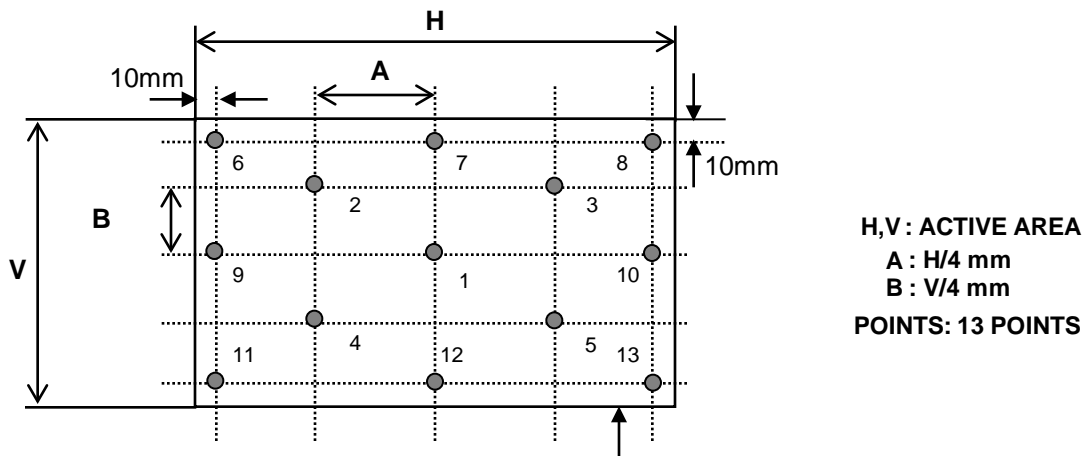 H
10mm
A
6
7
8
10mm
2
3
B
H,V : ACTIVE AREA
V
9
1
10
A : H/4 mm
B : V/4 mm
POINTS: 13 POINTS
4
5
11
12
13